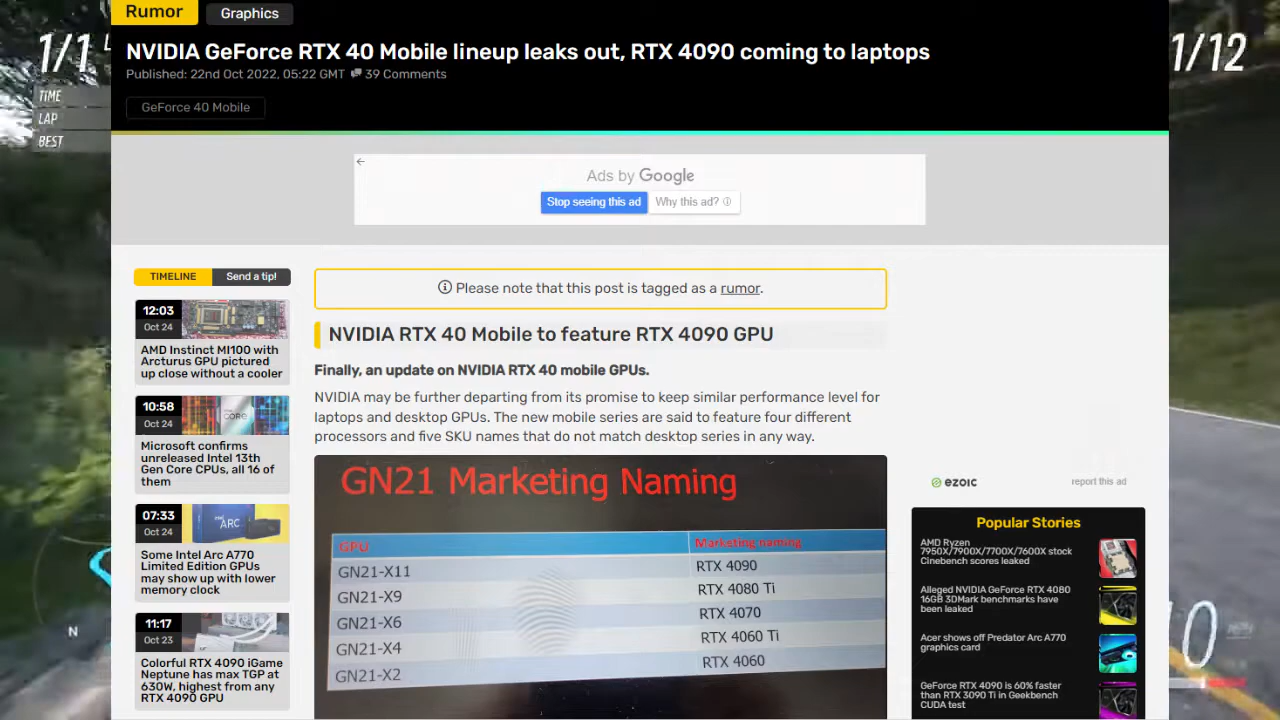 1/1
TIME
LAP
BEST
1/12
Rumor
Graphics
NVIDIA GeForce RTX 40 Mobile lineup leaks out, RTX 4090 coming to laptops
Published: 22nd Oct 2022, 05:22 GMT 39 Comments
GeForce 40 Mobile
Ads by Google
Stop seeing this ad
Why this ad?
TIMELINE
Send a tip!
12:03
Oct 24
AMD Instinct MI100 with
Arcturus GPU pictured
up close without a cooler
10:58
Oct 24
CORE
Microsoft confirms
unreleased Intel 13th
Gen Core CPUs, all 16 of
them
07:33
Oct 24
ARC
Some Intel Arc A770
Limited Edition GPUs
may show up with lower
memory clock
11:17
Oct 23
Colorful RTX 4090 iGame
Neptune has max TGP at
630W, highest from any
RTX 4090 GPU
Please note that this post is tagged as a rumor.
NVIDIA RTX 40 Mobile to feature RTX 4090 GPU
Finally, an update on NVIDIA RTX 40 mobile GPUs.
NVIDIA may be further departing from its promise to keep similar performance level for
laptops and desktop GPUs. The new mobile series are said to feature four different
processors and five SKU names that do not match desktop series in any way.
GN21 Marketing Naming
GPU Marketing naming
GN21-X11 RTX 4090
GN21-X9 RTX 4080 Ti
GN21-X6 RTX 4070
GN21-X4 RTX 4060 Ti
GN21-X2 RTX 4060
ezoic
report this ad
Popular Stories
AMD Ryzen
7950X/7900X/7700X/7600X stock
Cinebench scores leaked
Alleged NVIDIA GeForce RTX 4080
16GB 3DMark benchmarks have
been leaked
Acer shows off Predator Arc A770
graphics card
GeForce RTX 4090 is 60% faster
than RTX 3090 Ti in Geekbench
CUDA test
N
0